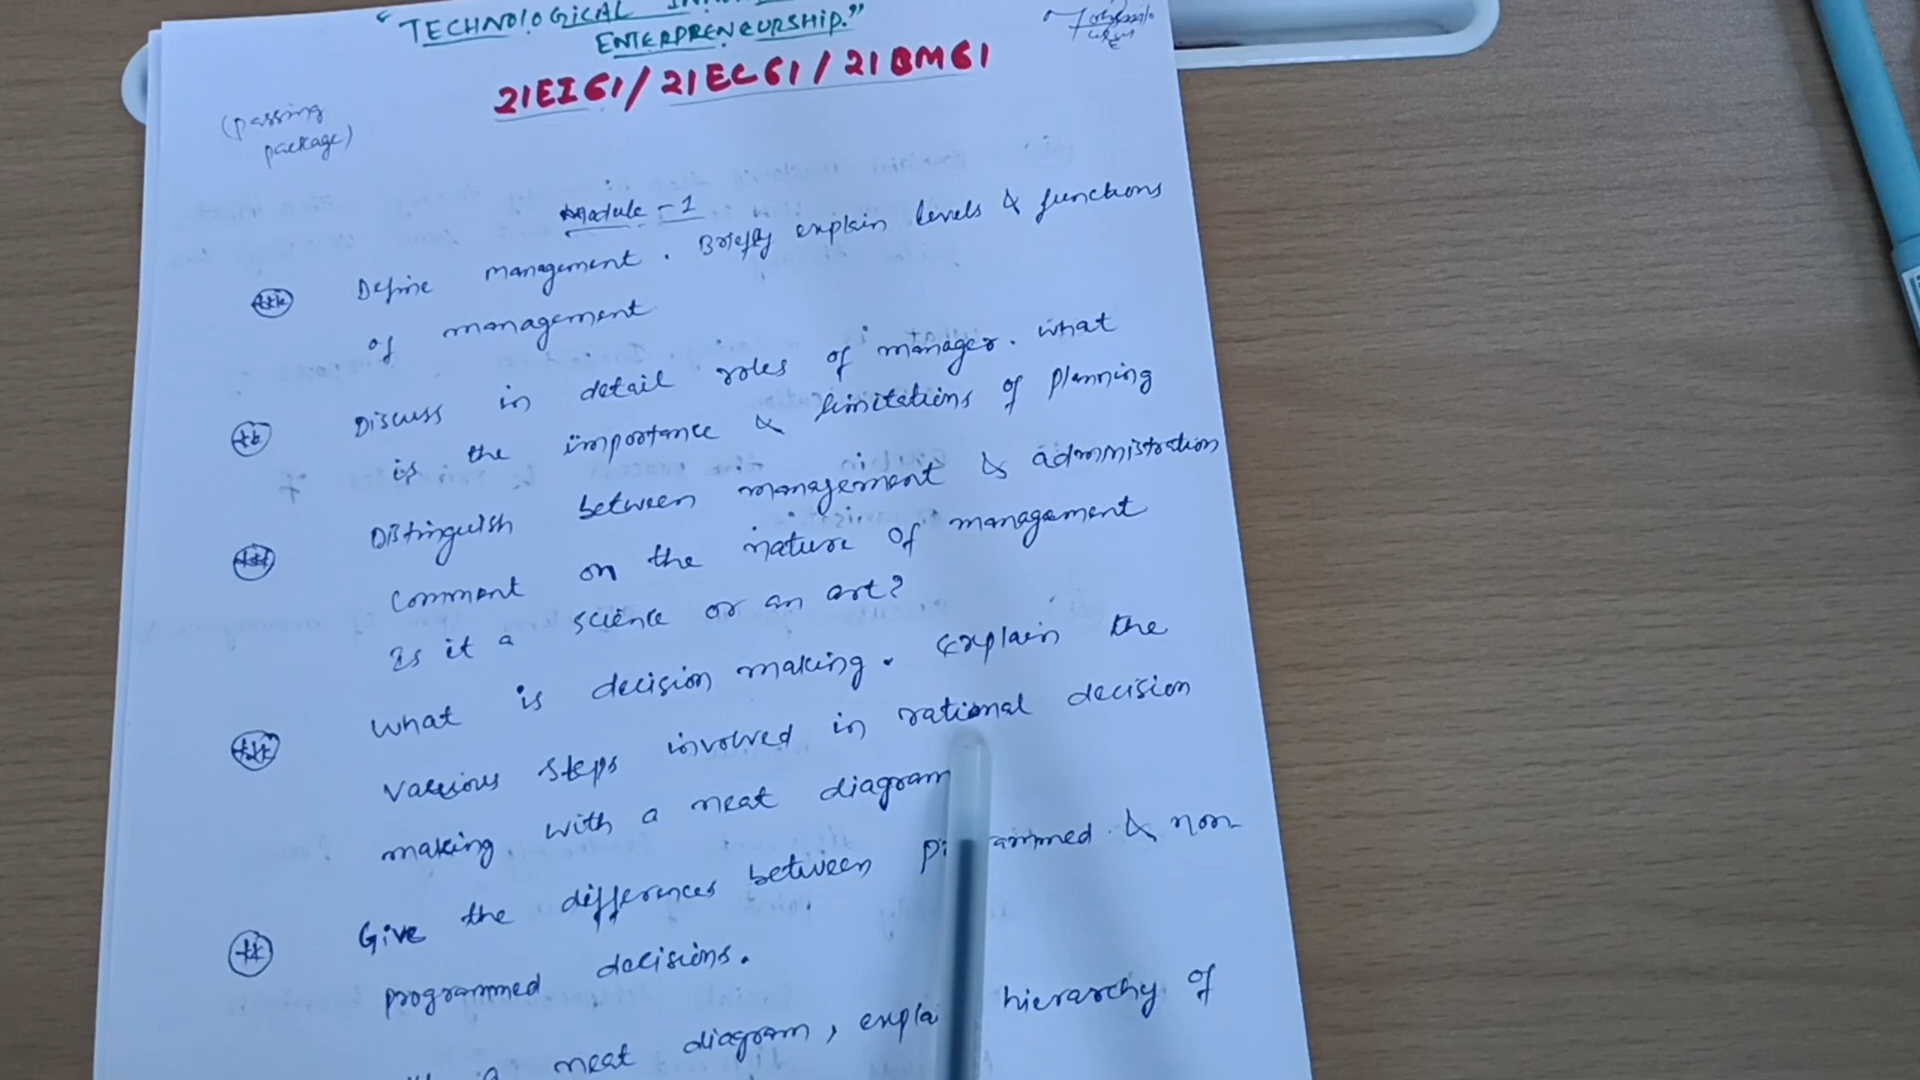 "TECHNOLOGICAL
ENTERPRENEURSHIP."
21EI61/21EC61/21BM61
(passing
package)
Module - 1
Define management. Briefly explain levels & functions
of management
Discuss in detail roles of manager. what
is the importance & limitations of planning
Distinguish between management & administration
comment on the nature of management
Is it a science or an art?
What is decision making. Explain the
various steps involved in rational decision
making with a neat diagram
Give the differences between & non-
programmed decisions.
a neat diagram, hierarchy of